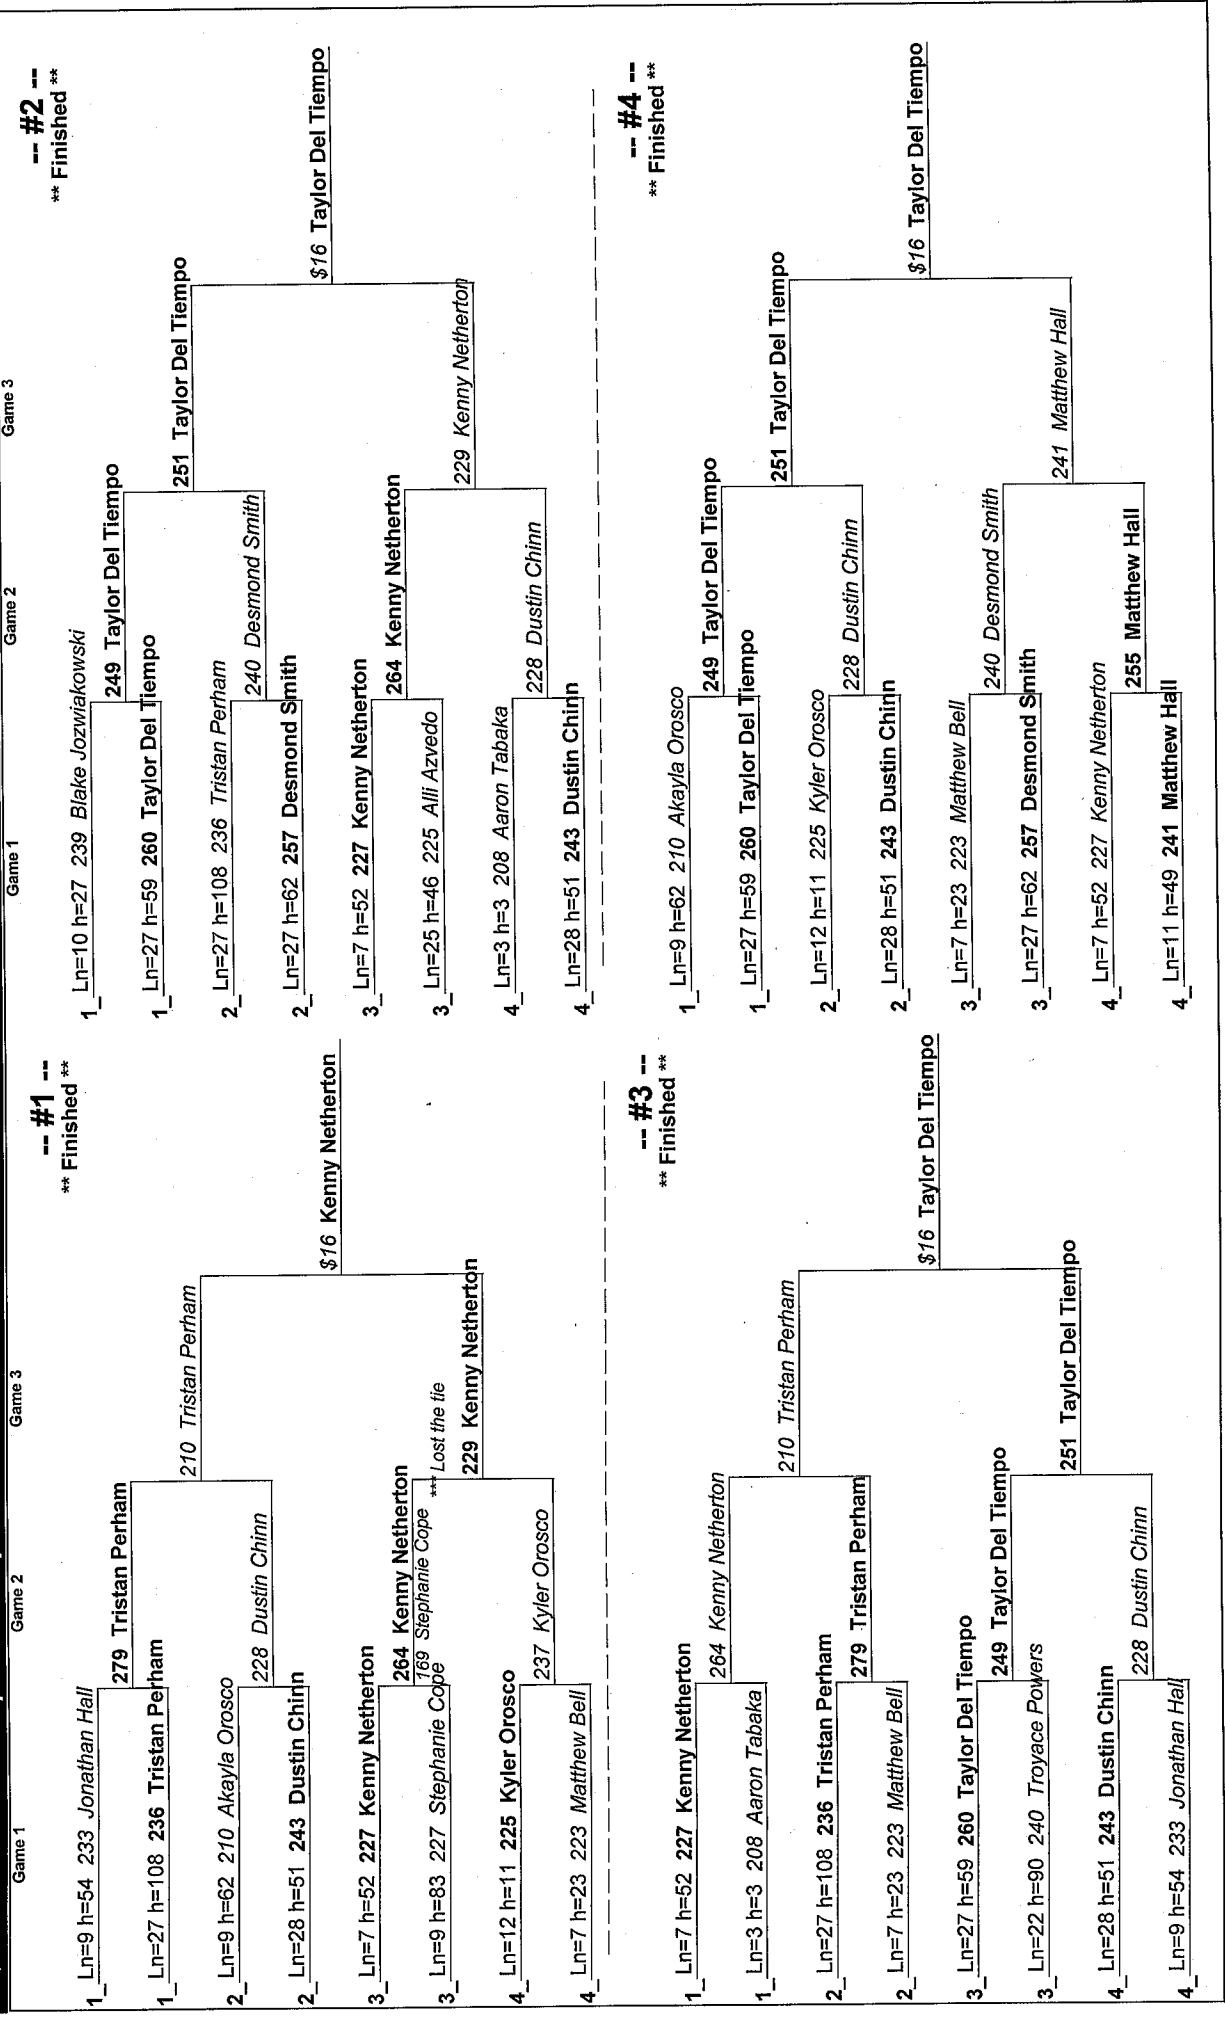 Game 1 Game 2 Game 3 Game 1 Game 2 Game 3
-- #1 --
** Finished **
1_ Ln=9 h=54 233 Jonathan Hall
279 Tristan Perham
1_ Ln=27 h=108 236 Tristan Perham
210 Tristan Perham
2_ Ln=9 h=62 210 Akayla Orosco
228 Dustin Chinn
2_ Ln=28 h=51 243 Dustin Chinn
$16 Kenny Netherton
3_ Ln=7 h=52 227 Kenny Netherton
264 Kenny Netherton
169 Stephanie Cope *** Lost the tie
3_ Ln=9 h=83 227 Stephanie Cope
229 Kenny Netherton
4_ Ln=12 h=11 225 Kyler Orosco
237 Kyler Orosco
4_ Ln=7 h=23 223 Matthew Bell
-- #2 --
** Finished **
1_ Ln=10 h=27 239 Blake Jozwiakowski
249 Taylor Del Tiempo
1_ Ln=27 h=59 260 Taylor Del Tiempo
251 Taylor Del Tiempo
2_ Ln=27 h=108 236 Tristan Perham
240 Desmond Smith
2_ Ln=27 h=62 257 Desmond Smith
$16 Taylor Del Tiempo
3_ Ln=7 h=52 227 Kenny Netherton
264 Kenny Netherton
3_ Ln=25 h=46 225 Alli Azvedo
229 Kenny Netherton
4_ Ln=3 h=3 208 Aaron Tabaka
228 Dustin Chinn
4_ Ln=28 h=51 243 Dustin Chinn
-- #3 --
** Finished **
1_ Ln=7 h=52 227 Kenny Netherton
264 Kenny Netherton
1_ Ln=3 h=3 208 Aaron Tabaka
210 Tristan Perham
2_ Ln=27 h=108 236 Tristan Perham
279 Tristan Perham
2_ Ln=7 h=23 223 Matthew Bell
$16 Taylor Del Tiempo
3_ Ln=27 h=59 260 Taylor Del Tiempo
249 Taylor Del Tiempo
3_ Ln=22 h=90 240 Troyace Powers
251 Taylor Del Tiempo
4_ Ln=28 h=51 243 Dustin Chinn
228 Dustin Chinn
4_ Ln=9 h=54 233 Jonathan Hall
-- #4 --
** Finished **
1_ Ln=9 h=62 210 Akayla Orosco
249 Taylor Del Tiempo
1_ Ln=27 h=59 260 Taylor Del Tiempo
251 Taylor Del Tiempo
2_ Ln=12 h=11 225 Kyler Orosco
228 Dustin Chinn
2_ Ln=28 h=51 243 Dustin Chinn
$16 Taylor Del Tiempo
3_ Ln=7 h=23 223 Matthew Bell
240 Desmond Smith
3_ Ln=27 h=62 257 Desmond Smith
241 Matthew Hall
4_ Ln=7 h=52 227 Kenny Netherton
255 Matthew Hall
4_ Ln=11 h=49 241 Matthew Hall